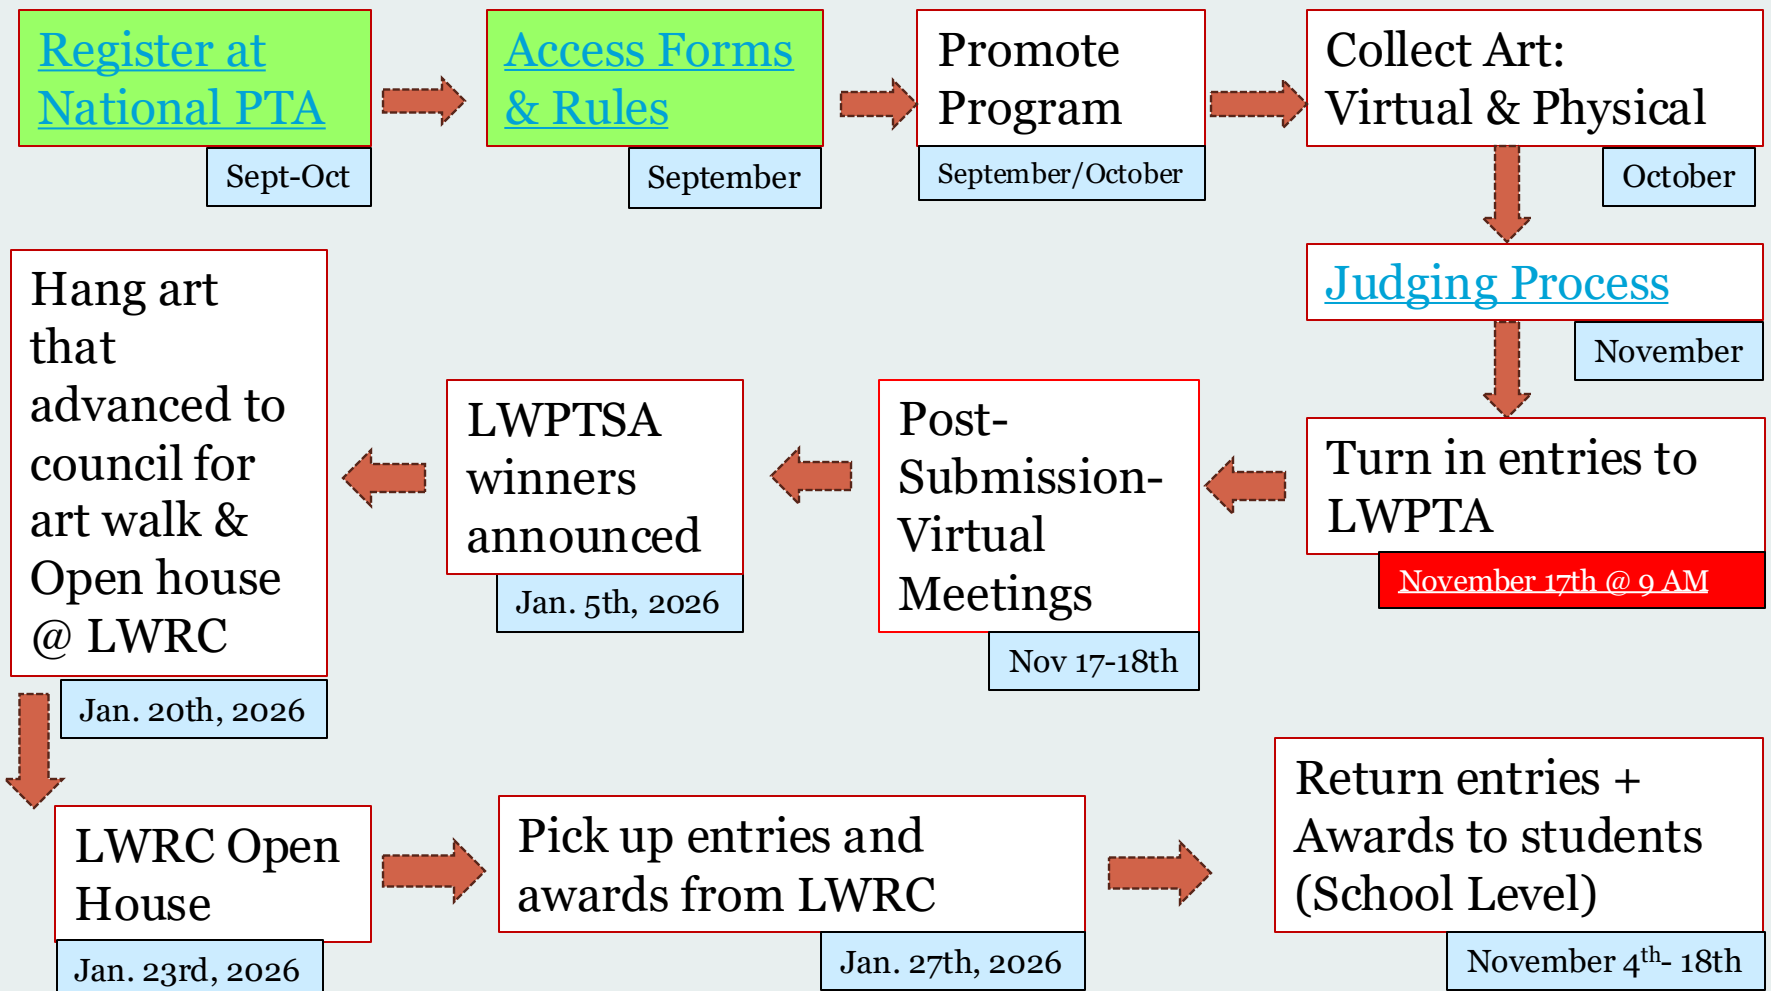 Register at
National PTA
Sept-Oct
Access Forms
& Rules
September
Promote
Program
September/October
Collect Art:
Virtual & Physical
October
Judging Process
November
Turn in entries to
LWPTA
November 17th @ 9 AM
Post-
Submission-
Virtual
Meetings
Nov 17-18th
LWPTSA
winners
announced
Jan. 5th, 2026
Hang art
that
advanced to
council for
art walk &
Open house
@ LWRC
Jan. 20th, 2026
LWRC Open
House
Jan. 23rd, 2026
Pick up entries and
awards from LWRC
Jan. 27th, 2026
Return entries +
Awards to students
(School Level)
November 4th- 18th